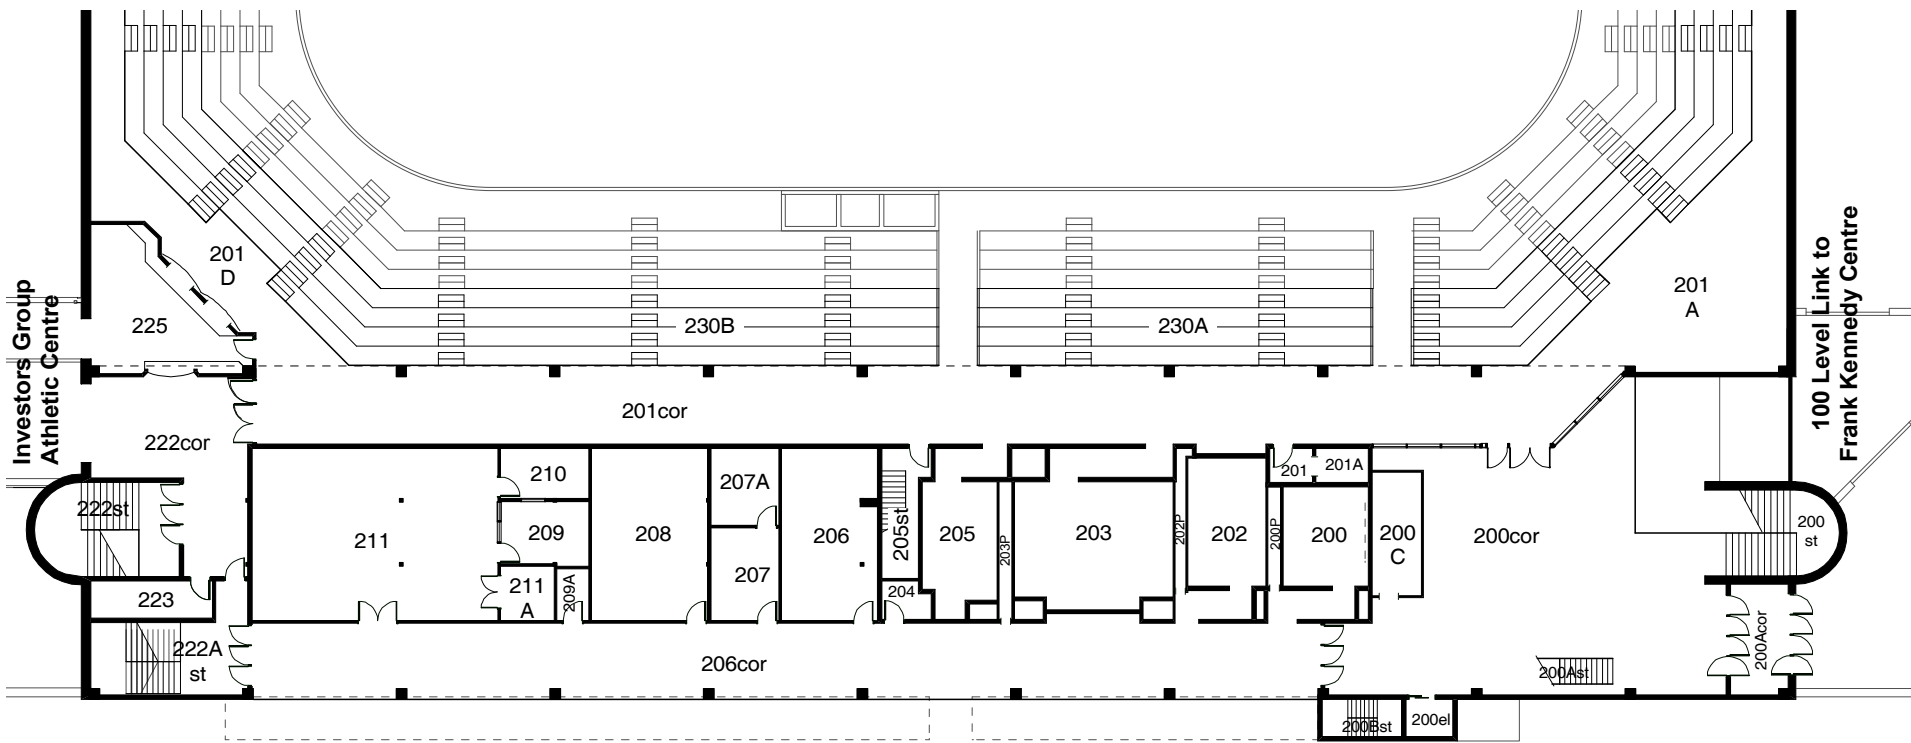 201
D
201
A
225
230B
230A
Investors Group
Athletic Centre
100 Level Link to
Frank Kennedy Centre
201cor
222cor
210
207A
201
201A
222st
211
209
208
206
205st
205
203P
203
202P
202
200P
200
200
C
200cor
200
st
207
211
A
209A
204
223
222A
st
206cor
200Ast
200Acor
200Bst
200el